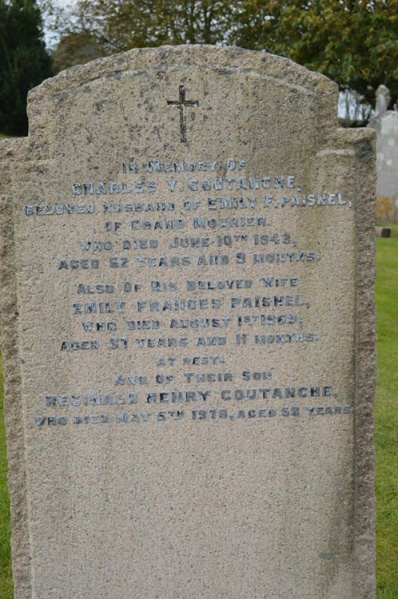 In Memory Of
CHARLES Y. COUTANCHE,
BELOVED HUSBAND OF EMILY F. PAISNEL,
OF GRAND MOURIER.
WHO DIED JUNE 10TH 1943,
AGED 62 YEARS AND 9 MONTHS.
ALSO OF HIS BELOVED WIFE
EMILY FRANCES PAISNEL,
WHO DIED AUGUST 1ST 1969,
AGED YEARS AND 11 MONTHS.
AT REST.
AND OF THEIR SON
REGINALD HENRY COUTANCHE,
WHO DIED MAY 5TH 1978, AGED 58 YEARS